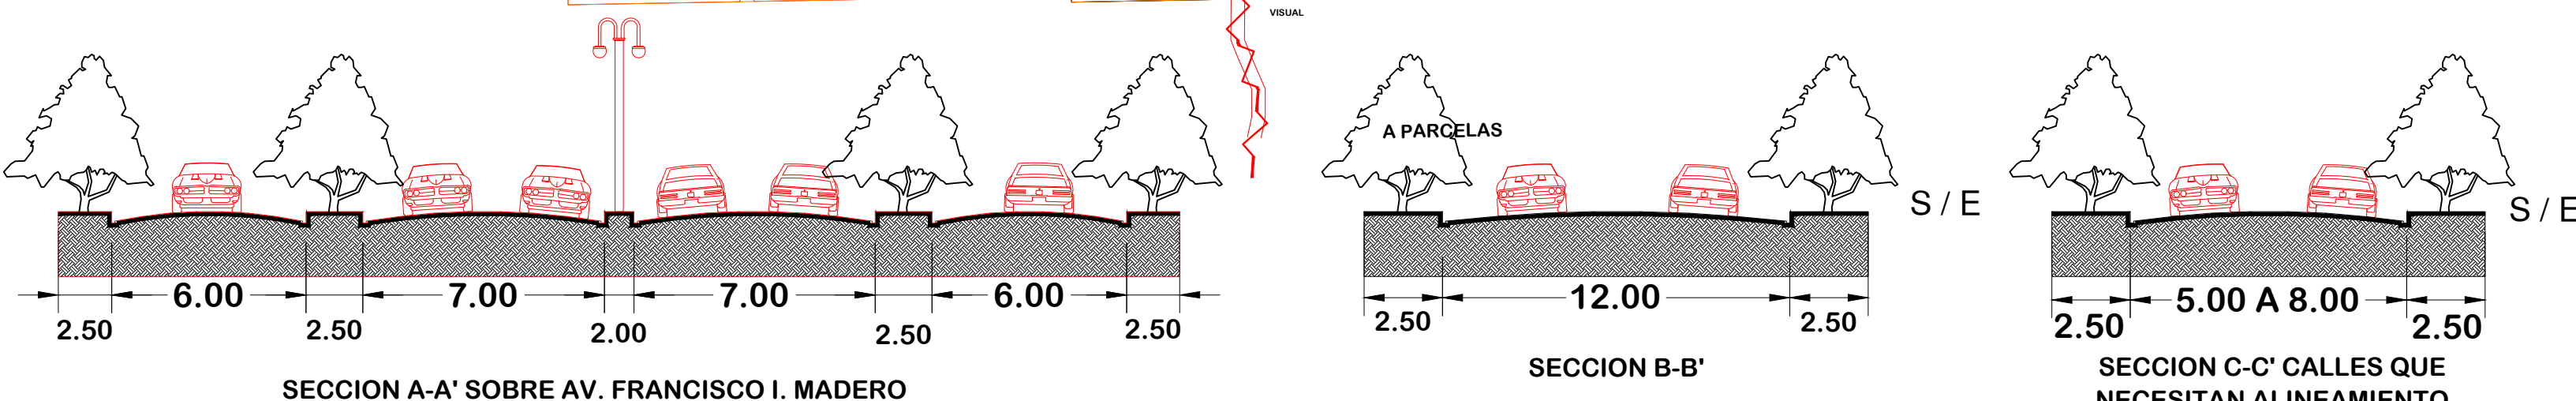 VISUAL
A PARCELAS
S / E
S / E
6.00
7.00
7.00
6.00
2.50
2.50
2.00
2.50
2.50
SECCION A-A' SOBRE AV. FRANCISCO I. MADERO
12.00
2.50
2.50
SECCION B-B'
5.00 A 8.00
2.50
2.50
SECCION C-C' CALLES QUE
NECESITAN ALINEAMIENTO